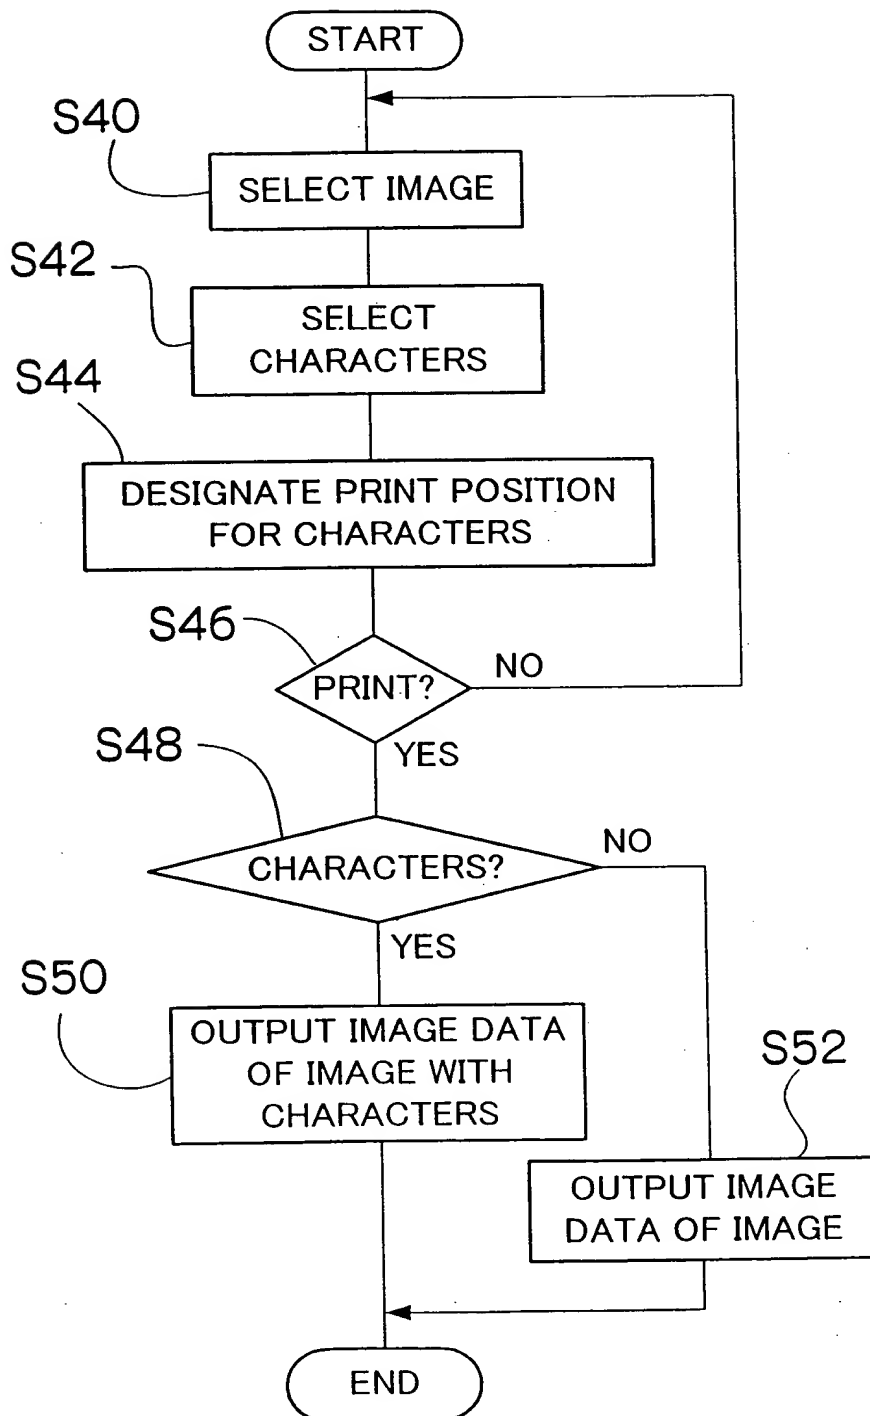 START
S40
SELECT IMAGE
S42
SELECT
CHARACTERS
S44
DESIGNATE PRINT POSITION
FOR CHARACTERS
S46
PRINT?
NO
YES
S48
CHARACTERS?
NO
YES
S50
OUTPUT IMAGE DATA
OF IMAGE WITH
CHARACTERS
S52
OUTPUT IMAGE
DATA OF IMAGE
END